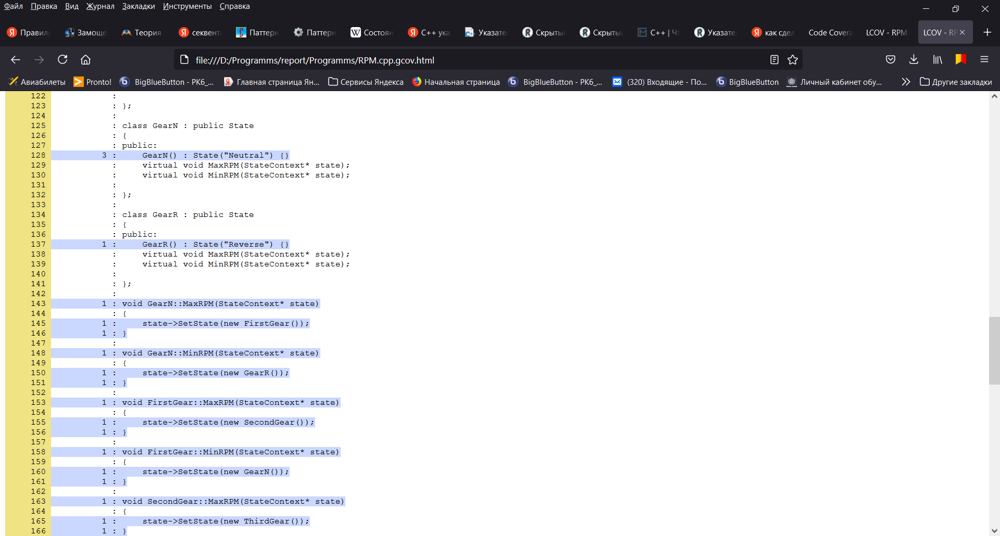 Файл Правка Вид Журнал Закладки Инструменты Справка
Правил Замоще Теория секвент Паттерн Паттерн Состоян C++ ука Указате Скрыты Скрыты C++ | Чт Указате как сдел Code Covera LCOV - RPM LCOV - RP
file:///D:/Programms/report/Programms/RPM.cpp.gcov.html
Авиабилеты Pronto! BigBlueButton - РК6_... Главная страница Ян... Сервисы Яндекса Начальная страница BigBlueButton - РК6_... (320) Входящие - По... BigBlueButton Личный кабинет обу... Другие закладки
122 :
123 : };
124 :
125 : class GearN : public State
126 : {
127 : public:
128 3 : GearN() : State("Neutral") {}
129 : virtual void MaxRPM(StateContext* state);
130 : virtual void MinRPM(StateContext* state);
131 :
132 : };
133 :
134 : class GearR : public State
135 : {
136 : public:
137 1 : GearR() : State("Reverse") {}
138 : virtual void MaxRPM(StateContext* state);
139 : virtual void MinRPM(StateContext* state);
140 :
141 : };
142 :
143 1 : void GearN::MaxRPM(StateContext* state)
144 : {
145 1 : state->SetState(new FirstGear());
146 1 : }
147 :
148 1 : void GearN::MinRPM(StateContext* state)
149 : {
150 1 : state->SetState(new GearR());
151 1 : }
152 :
153 1 : void FirstGear::MaxRPM(StateContext* state)
154 : {
155 1 : state->SetState(new SecondGear());
156 1 : }
157 :
158 1 : void FirstGear::MinRPM(StateContext* state)
159 : {
160 1 : state->SetState(new GearN());
161 1 : }
162 :
163 1 : void SecondGear::MaxRPM(StateContext* state)
164 : {
165 1 : state->SetState(new ThirdGear());
166 1 : }